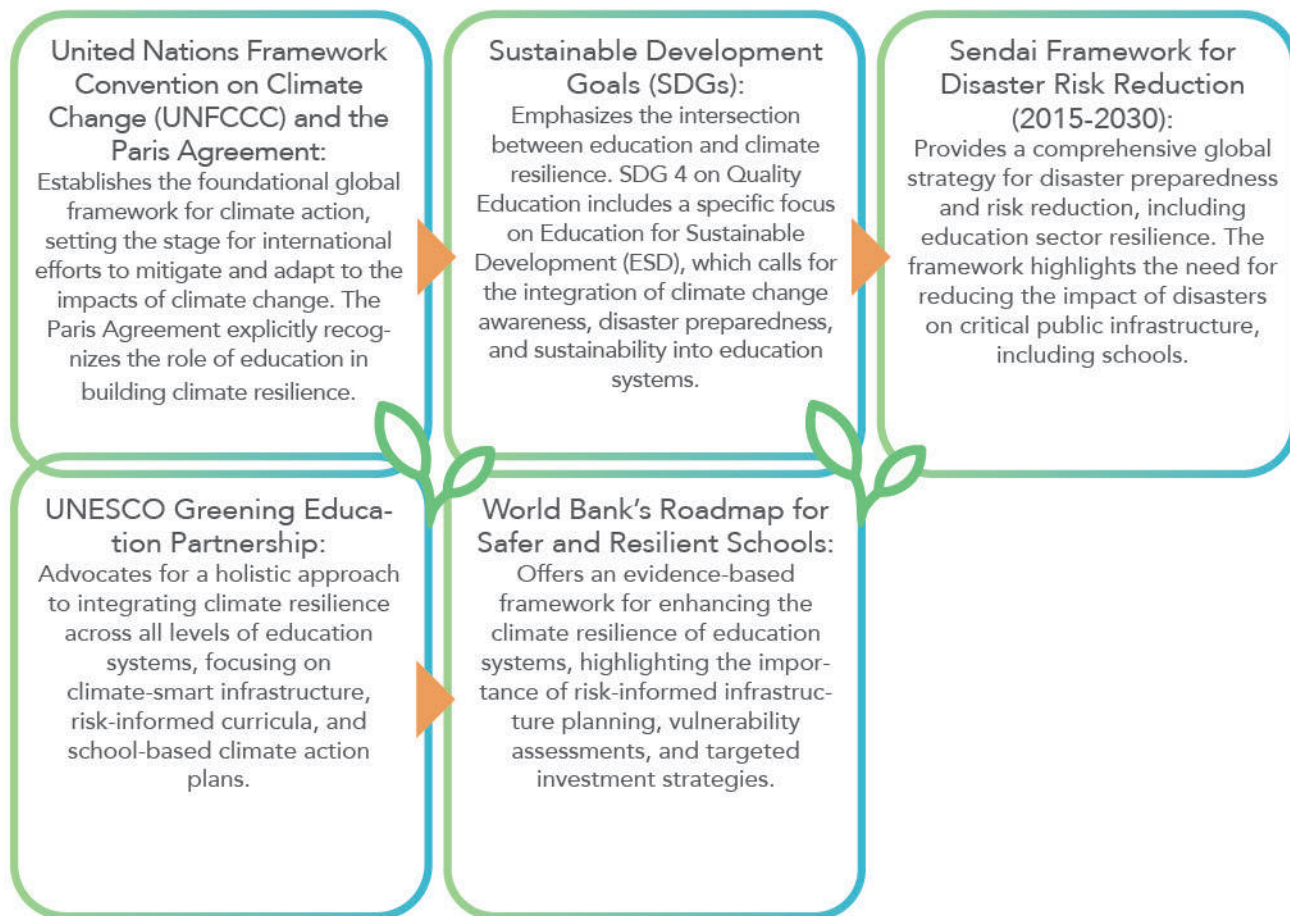 United Nations Framework
Convention on Climate
Change (UNFCCC) and the
Paris Agreement:
Establishes the foundational global
framework for climate action,
setting the stage for international
efforts to mitigate and adapt to the
impacts of climate change. The
Paris Agreement explicitly recog-
nizes the role of education in
building climate resilience.
Sustainable Development
Goals (SDGs):
Emphasizes the intersection
between education and climate
resilience. SDG 4 on Quality
Education includes a specific focus
on Education for Sustainable
Development (ESD), which calls for
the integration of climate change
awareness, disaster preparedness,
and sustainability into education
systems.
Sendai Framework for
Disaster Risk Reduction
(2015-2030):
Provides a comprehensive global
strategy for disaster preparedness
and risk reduction, including
education sector resilience. The
framework highlights the need for
reducing the impact of disasters
on critical public infrastructure,
including schools.
UNESCO Greening Educa-
tion Partnership:
Advocates for a holistic approach
to integrating climate resilience
across all levels of education
systems, focusing on
climate-smart infrastructure,
risk-informed curricula, and
school-based climate action
plans.
World Bank’s Roadmap for
Safer and Resilient Schools:
Offers an evidence-based
framework for enhancing the
climate resilience of education
systems, highlighting the impor-
tance of risk-informed infrastruc-
ture planning, vulnerability
assessments, and targeted
investment strategies.